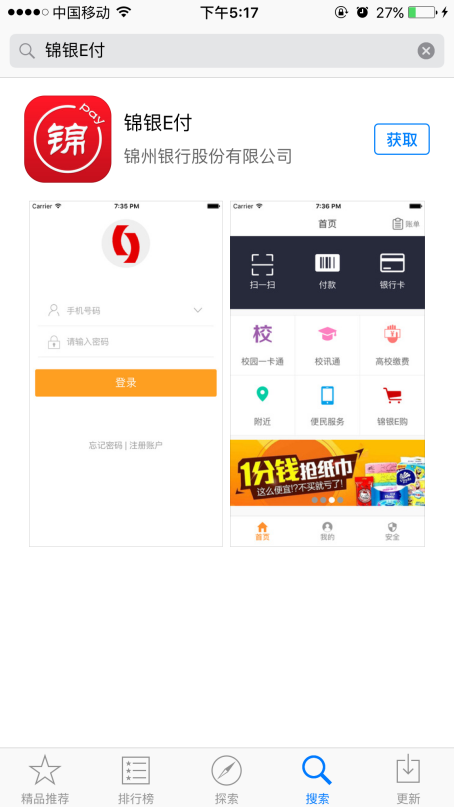 中国移动 下午5:17 27%
锦银E付
pay
锦
锦银E付
锦州银行股份有限公司
获取
Carrier 7:35 PM
手机号码
请输入密码
登录
忘记密码 | 注册账户
Carrier 7:36 PM
首页 账单
扫一扫 付款 银行卡
校
校园一卡通 校讯通 高校缴费
附近 便民服务 锦银E购
1分钱抢纸巾
这么便宜!?不买就亏了!
首页 我的 安全
精品推荐 排行榜 探索 搜索 更新